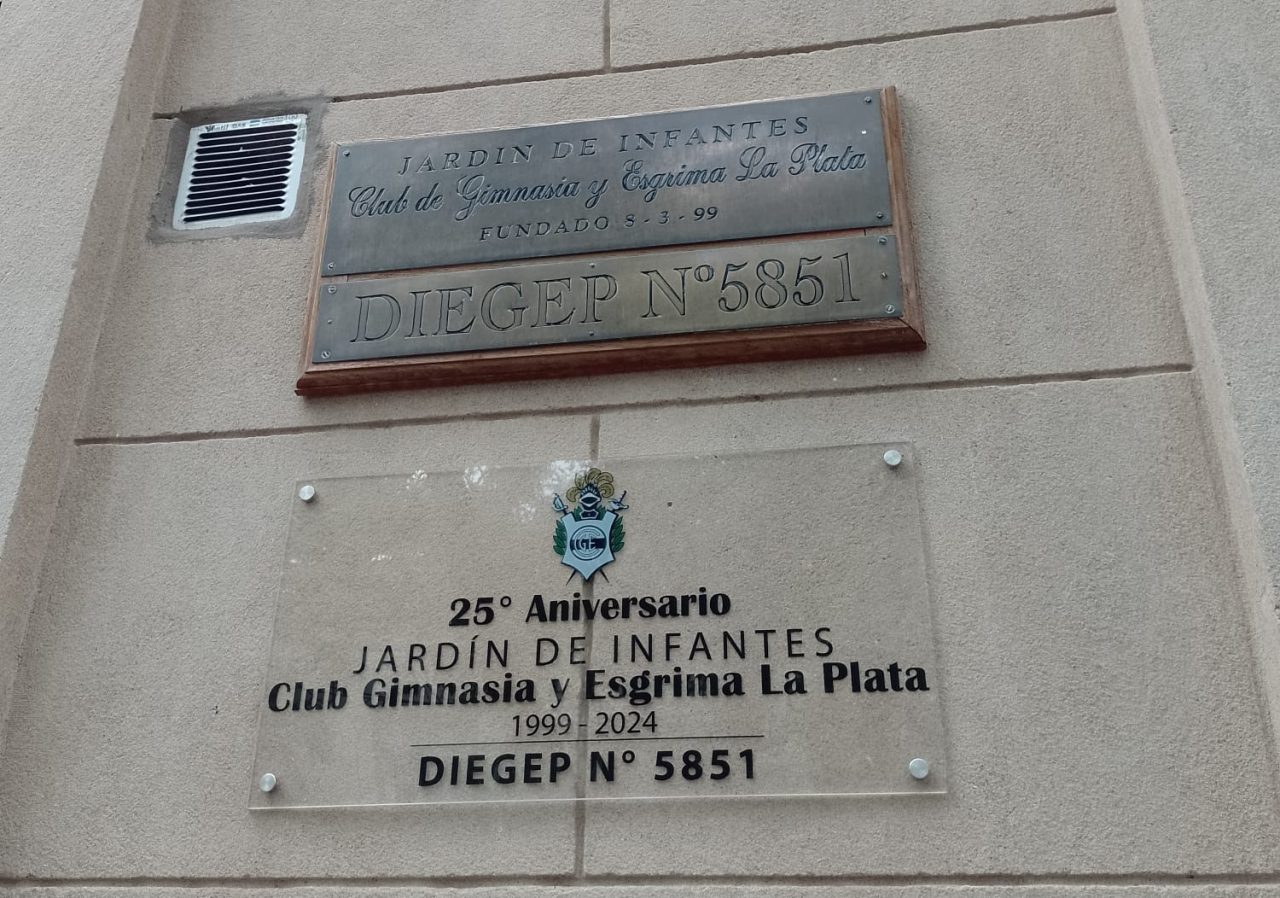 JARDIN DE INFANTES
Club de Gimnasia y Esgrima La Plata
FUNDADO 8-3-99
DIEGEP Nº5851
25° Aniversario
JARDÍN DE INFANTES
Club Gimnasia y Esgrima La Plata
1999 - 2024
DIEGEP N° 5851